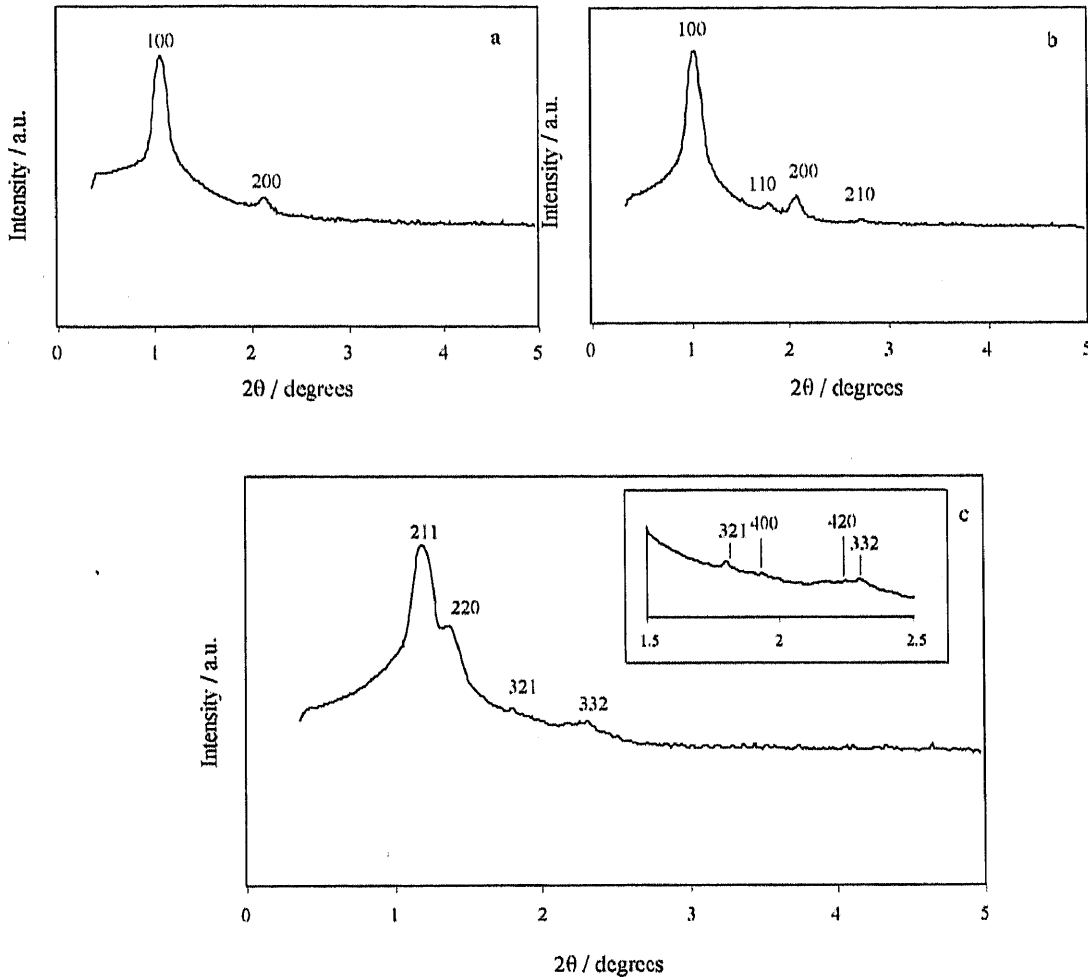 a
100
200
Intensity / a.u.
0 1 2 3 4 5
2θ / degrees
b
100
110
200
210
Intensity / a.u.
0 1 2 3 4 5
2θ / degrees
c
211
220
321
332
321 400 420 332
1.5 2 2.5
Intensity / a.u.
0 1 2 3 4 5
2θ / degrees